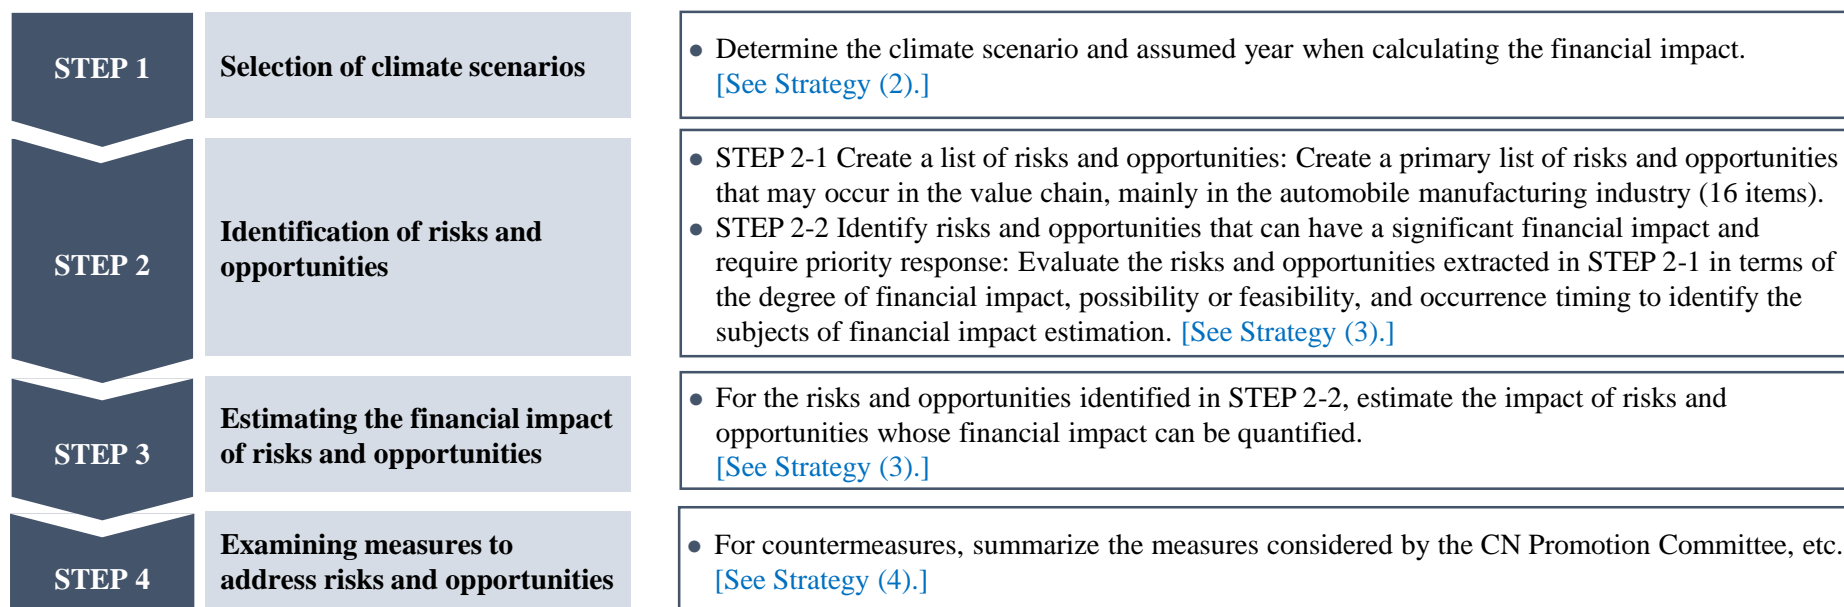 STEP 1
Selection of climate scenarios
● Determine the climate scenario and assumed year when calculating the financial impact.
[See Strategy (2).]
STEP 2
Identification of risks and
opportunities
● STEP 2-1 Create a list of risks and opportunities: Create a primary list of risks and opportunities
that may occur in the value chain, mainly in the automobile manufacturing industry (16 items).
● STEP 2-2 Identify risks and opportunities that can have a significant financial impact and
require priority response: Evaluate the risks and opportunities extracted in STEP 2-1 in terms of
the degree of financial impact, possibility or feasibility, and occurrence timing to identify the
subjects of financial impact estimation. [See Strategy (3).]
STEP 3
Estimating the financial impact
of risks and opportunities
● For the risks and opportunities identified in STEP 2-2, estimate the impact of risks and
opportunities whose financial impact can be quantified.
[See Strategy (3).]
STEP 4
Examining measures to
address risks and opportunities
● For countermeasures, summarize the measures considered by the CN Promotion Committee, etc.
[See Strategy (4).]